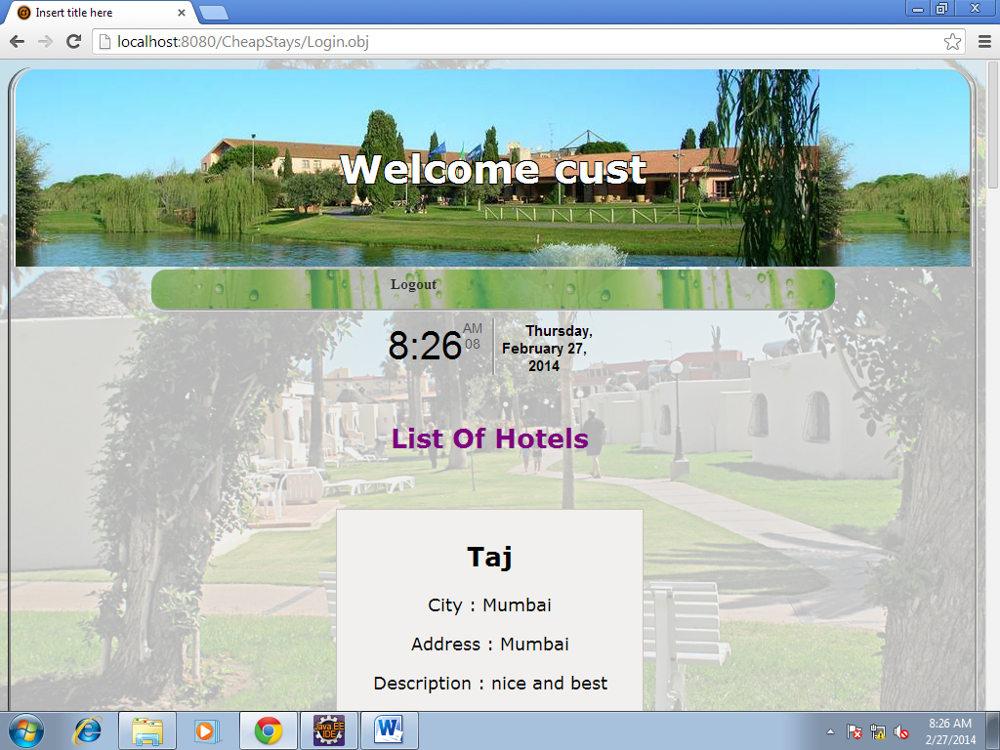 Insert title here
localhost:8080/CheapStays/Login.obj
Welcome cust
Logout
8:26 AM 08
Thursday,
February 27,
2014
List Of Hotels
Taj
City : Mumbai
Address : Mumbai
Description : nice and best
Java EE
IDE
8:26 AM
2/27/2014